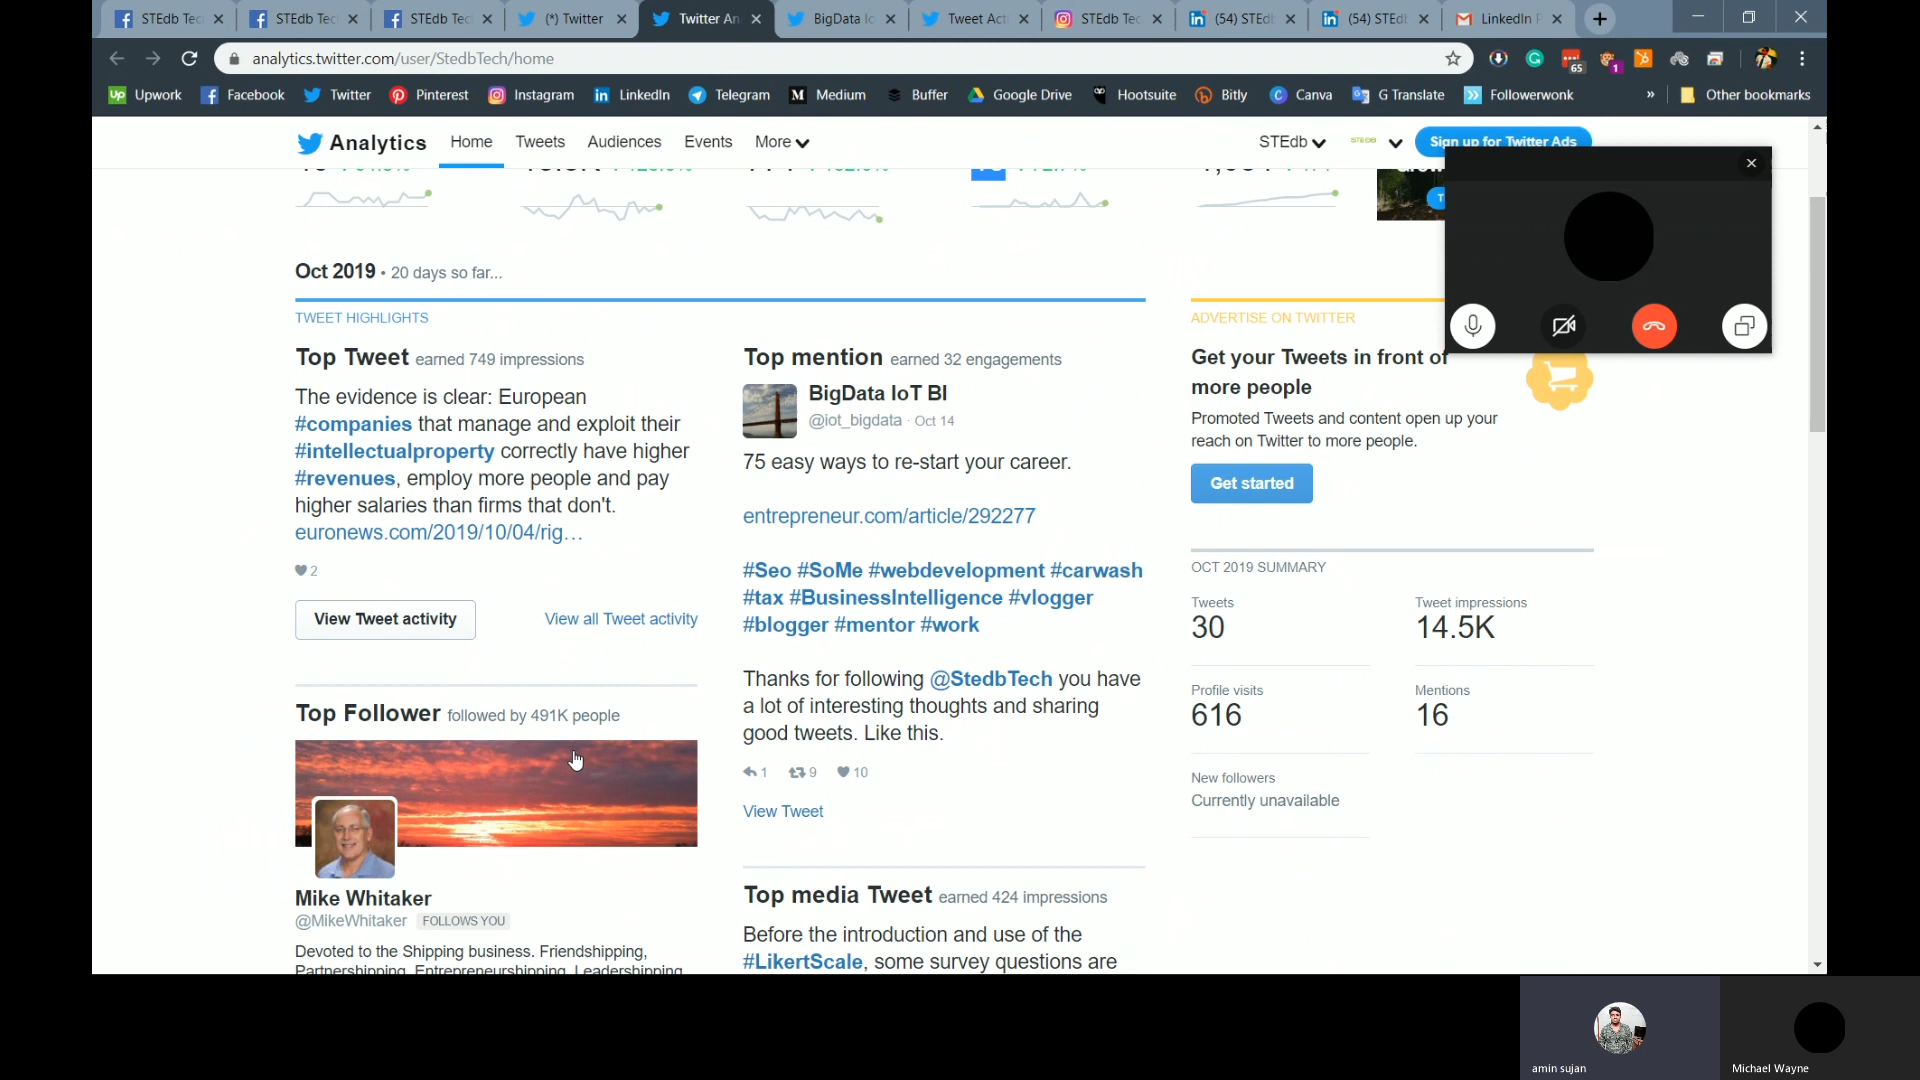 STEdb Tec
STEdb Tec
STEdb Tec
(*) Twitter
Twitter An
BigData Io
Tweet Acti
STEdb Tec
(54) STEdb
(54) STEdb
LinkedIn P
analytics.twitter.com/user/StedbTech/home
65
1
Up Upwork
Facebook
Twitter
Pinterest
Instagram
LinkedIn
Telegram
Medium
Buffer
Google Drive
Hootsuite
Bitly
Canva
G Translate
Followerwonk
»
Other bookmarks
Analytics
Home
Tweets
Audiences
Events
More
STEdb
STEDB
Sign up for Twitter Ads
Oct 2019 • 20 days so far...
TWEET HIGHLIGHTS
Top Tweet earned 749 impressions
The evidence is clear: European
#companies that manage and exploit their
#intellectualproperty correctly have higher
#revenues, employ more people and pay
higher salaries than firms that don't.
euronews.com/2019/10/04/rig…
2
View Tweet activity
View all Tweet activity
Top Follower followed by 491K people
Mike Whitaker
@MikeWhitaker FOLLOWS YOU
Devoted to the Shipping business. Friendshipping,
Partnershipping, Entrepreneurshipping, Leadershipping
Top mention earned 32 engagements
BigData IoT BI
@iot_bigdata · Oct 14
75 easy ways to re-start your career.
entrepreneur.com/article/292277
#Seo #SoMe #webdevelopment #carwash
#tax #BusinessIntelligence #vlogger
#blogger #mentor #work
Thanks for following @StedbTech you have
a lot of interesting thoughts and sharing
good tweets. Like this.
1 9 10
View Tweet
Top media Tweet earned 424 impressions
Before the introduction and use of the
#LikertScale, some survey questions are
ADVERTISE ON TWITTER
Get your Tweets in front of
more people
Promoted Tweets and content open up your
reach on Twitter to more people.
Get started
OCT 2019 SUMMARY
Tweets
30
Tweet impressions
14.5K
Profile visits
616
Mentions
16
New followers
Currently unavailable
amin sujan
Michael Wayne